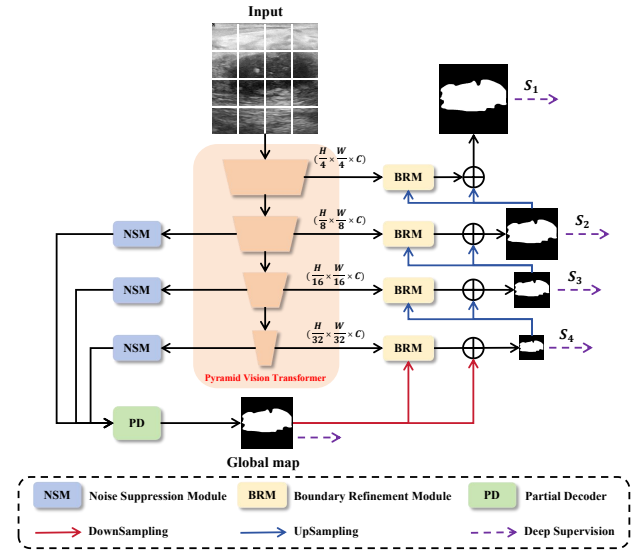 Input
S₁
(H/4 × W/4 × C)
BRM
(H/8 × W/8 × C)
S₂
NSM
BRM
(H/16 × W/16 × C)
S₃
NSM
BRM
(H/32 × W/32 × C)
S₄
NSM
BRM
Pyramid Vision Transformer
PD
Global map
NSM Noise Suppression Module BRM Boundary Refinement Module PD Partial Decoder
DownSampling UpSampling Deep Supervision